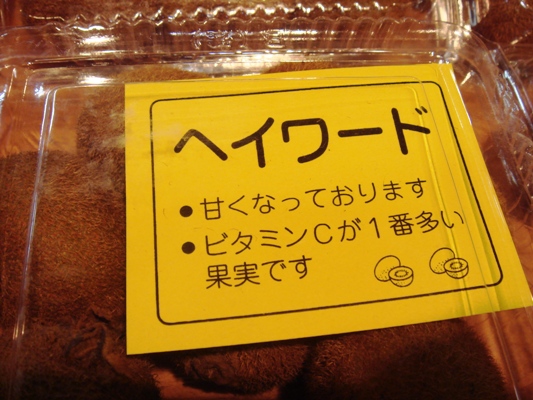 ヘイワード
●甘くなっております
●ビタミンCが1番多い
果実です